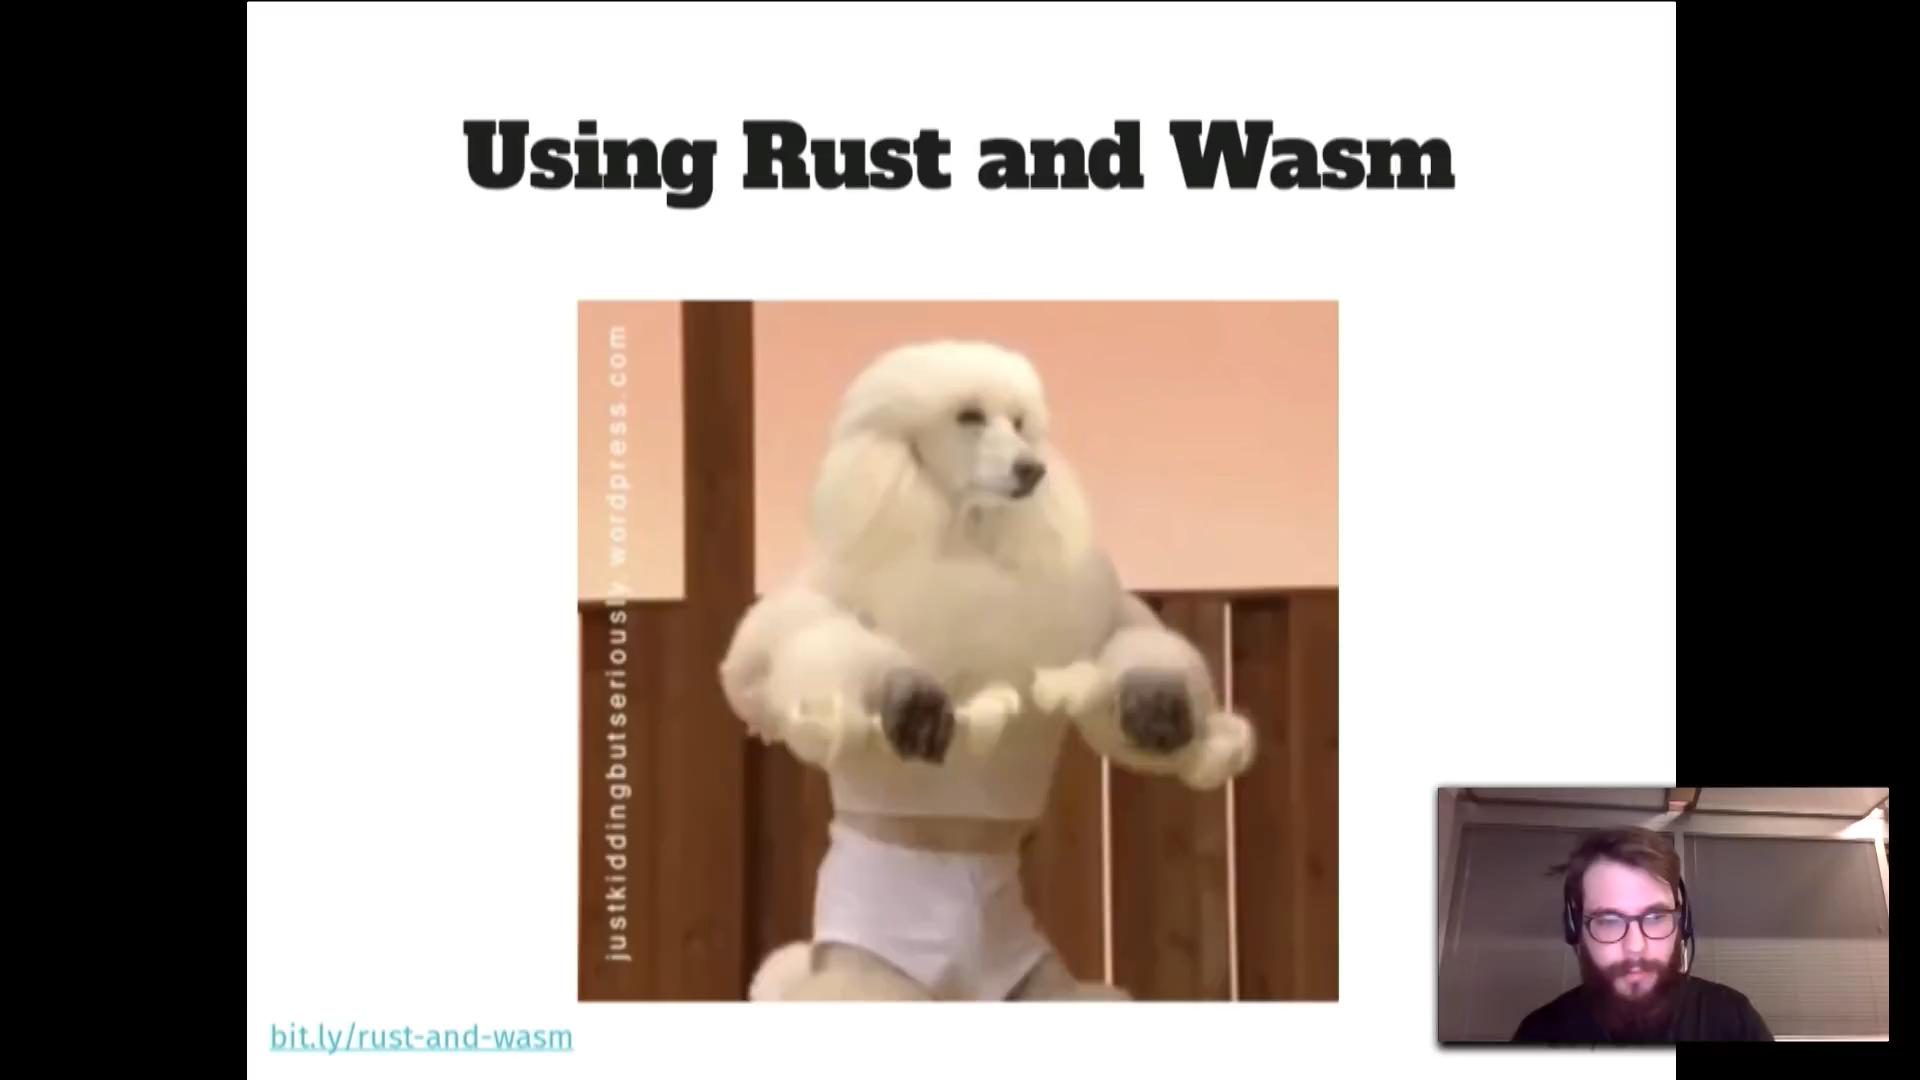 Using Rust and Wasm
justkiddingbutseriously.wordpress.com
bit.ly/rust-and-wasm